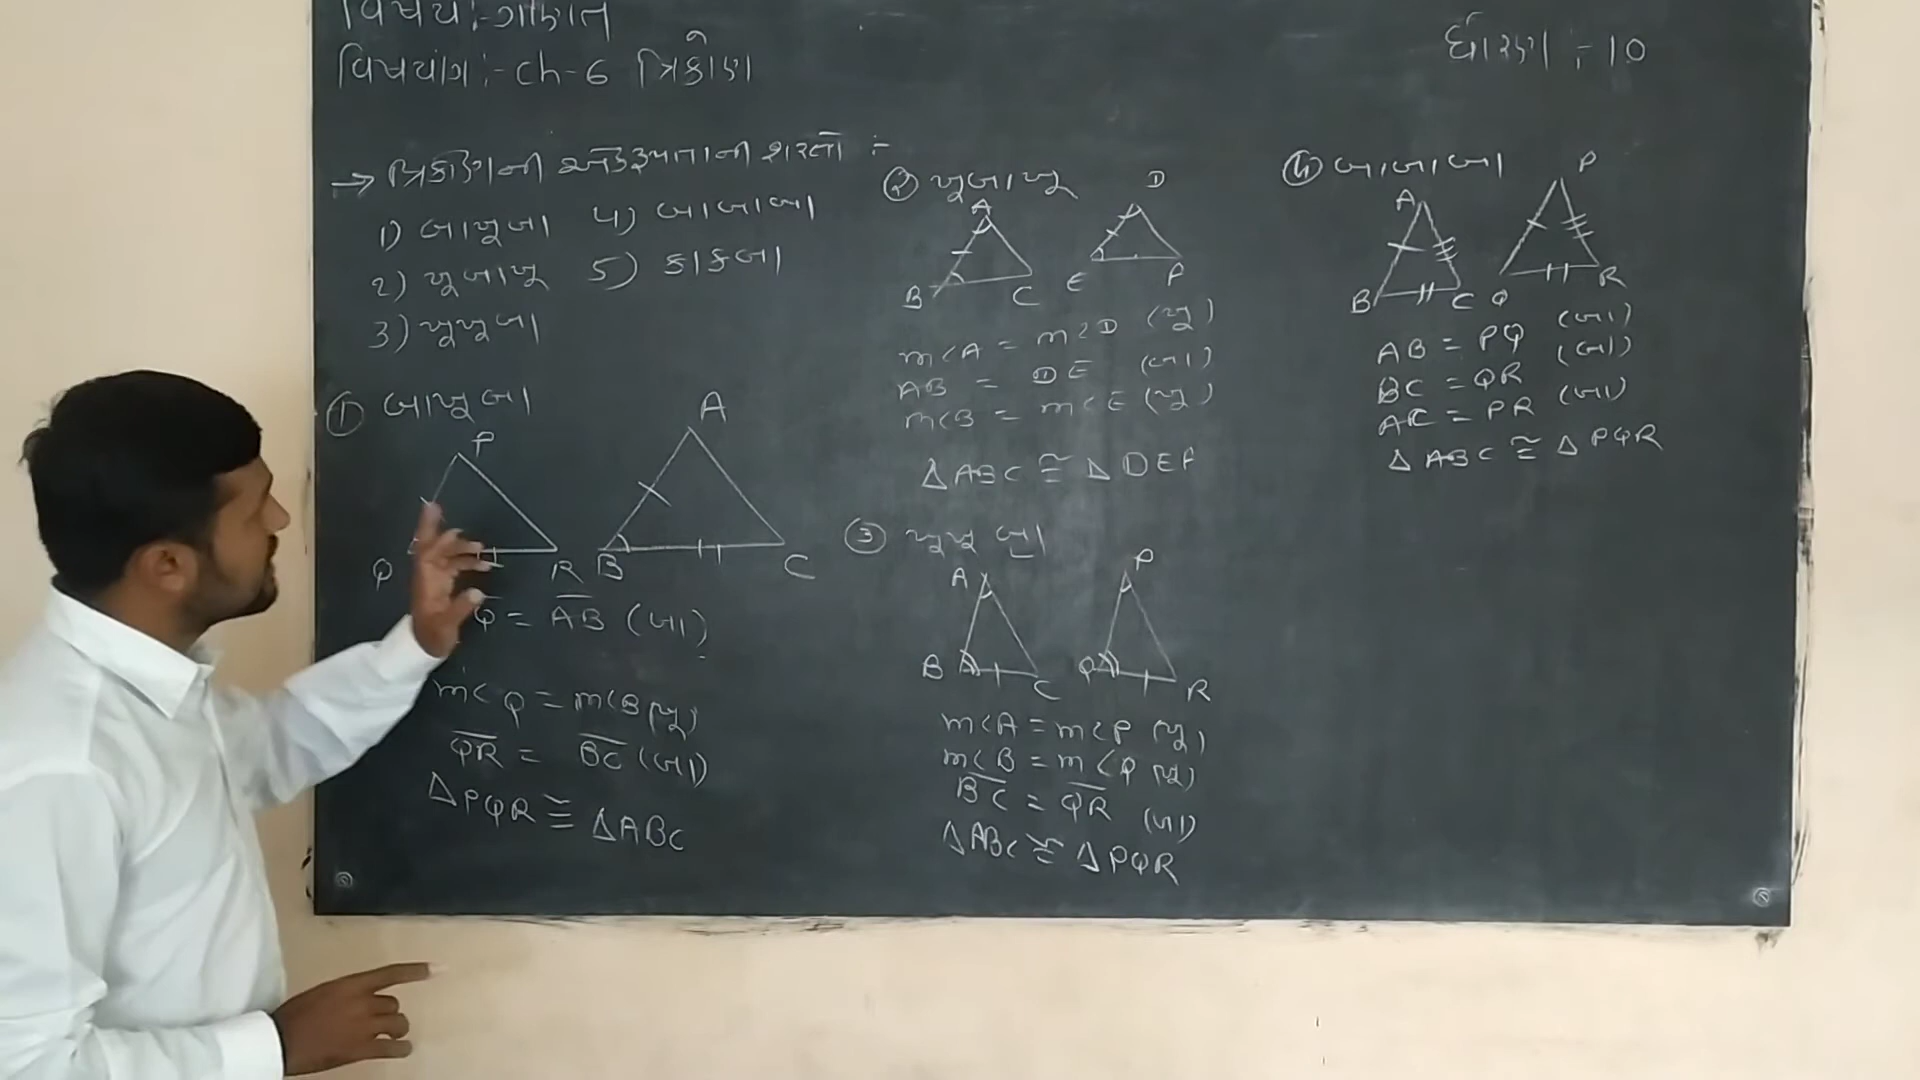 વિષય :- ગણિત
વિષયાંગ :- Ch-6 ત્રિકોણ
ધોરણ :- 10
→ ત્રિકોણની એકરૂપતાની શરતો :-
1) બાખૂબા 4) બાબાબા
2) ખૂબાખૂ 5) કાકબા
3) ખૂખૂબા
① બાખૂબા
P
A
Q R B C
Q = AB (બા)
m<Q = m<B (ખૂ)
QR = BC (બા)
△PQR ≅ △ABC
② ખૂબાખૂ
A D
B C E F
m<A = m<D (ખૂ)
AB = DE (બા)
m<B = m<E (ખૂ)
△ABC ≅ △DEF
③ ખૂખૂબા
A P
B C Q R
m<A = m<P (ખૂ)
m<B = m<Q (ખૂ)
BC = QR (બા)
△ABC ≅ △PQR
④ બાબાબા
A P
B C Q R
AB = PQ (બા)
BC = QR (બા)
AC = PR (બા)
△ABC ≅ △PQR